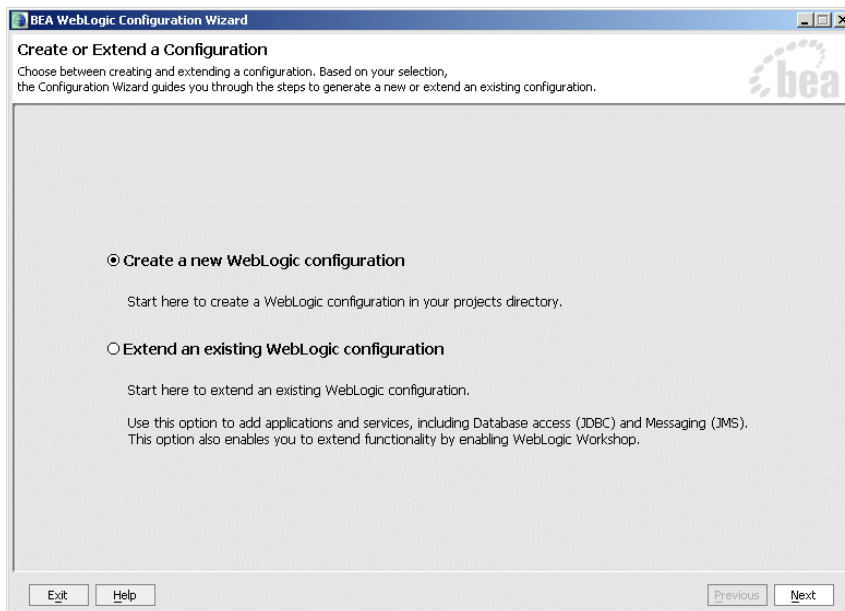 BEA WebLogic Configuration Wizard
Create or Extend a Configuration
Choose between creating and extending a configuration. Based on your selection,
the Configuration Wizard guides you through the steps to generate a new or extend an existing configuration.
bea
Create a new WebLogic configuration
Start here to create a WebLogic configuration in your projects directory.
Extend an existing WebLogic configuration
Start here to extend an existing WebLogic configuration.
Use this option to add applications and services, including Database access (JDBC) and Messaging (JMS).
This option also enables you to extend functionality by enabling WebLogic Workshop.
Exit Help Previous Next